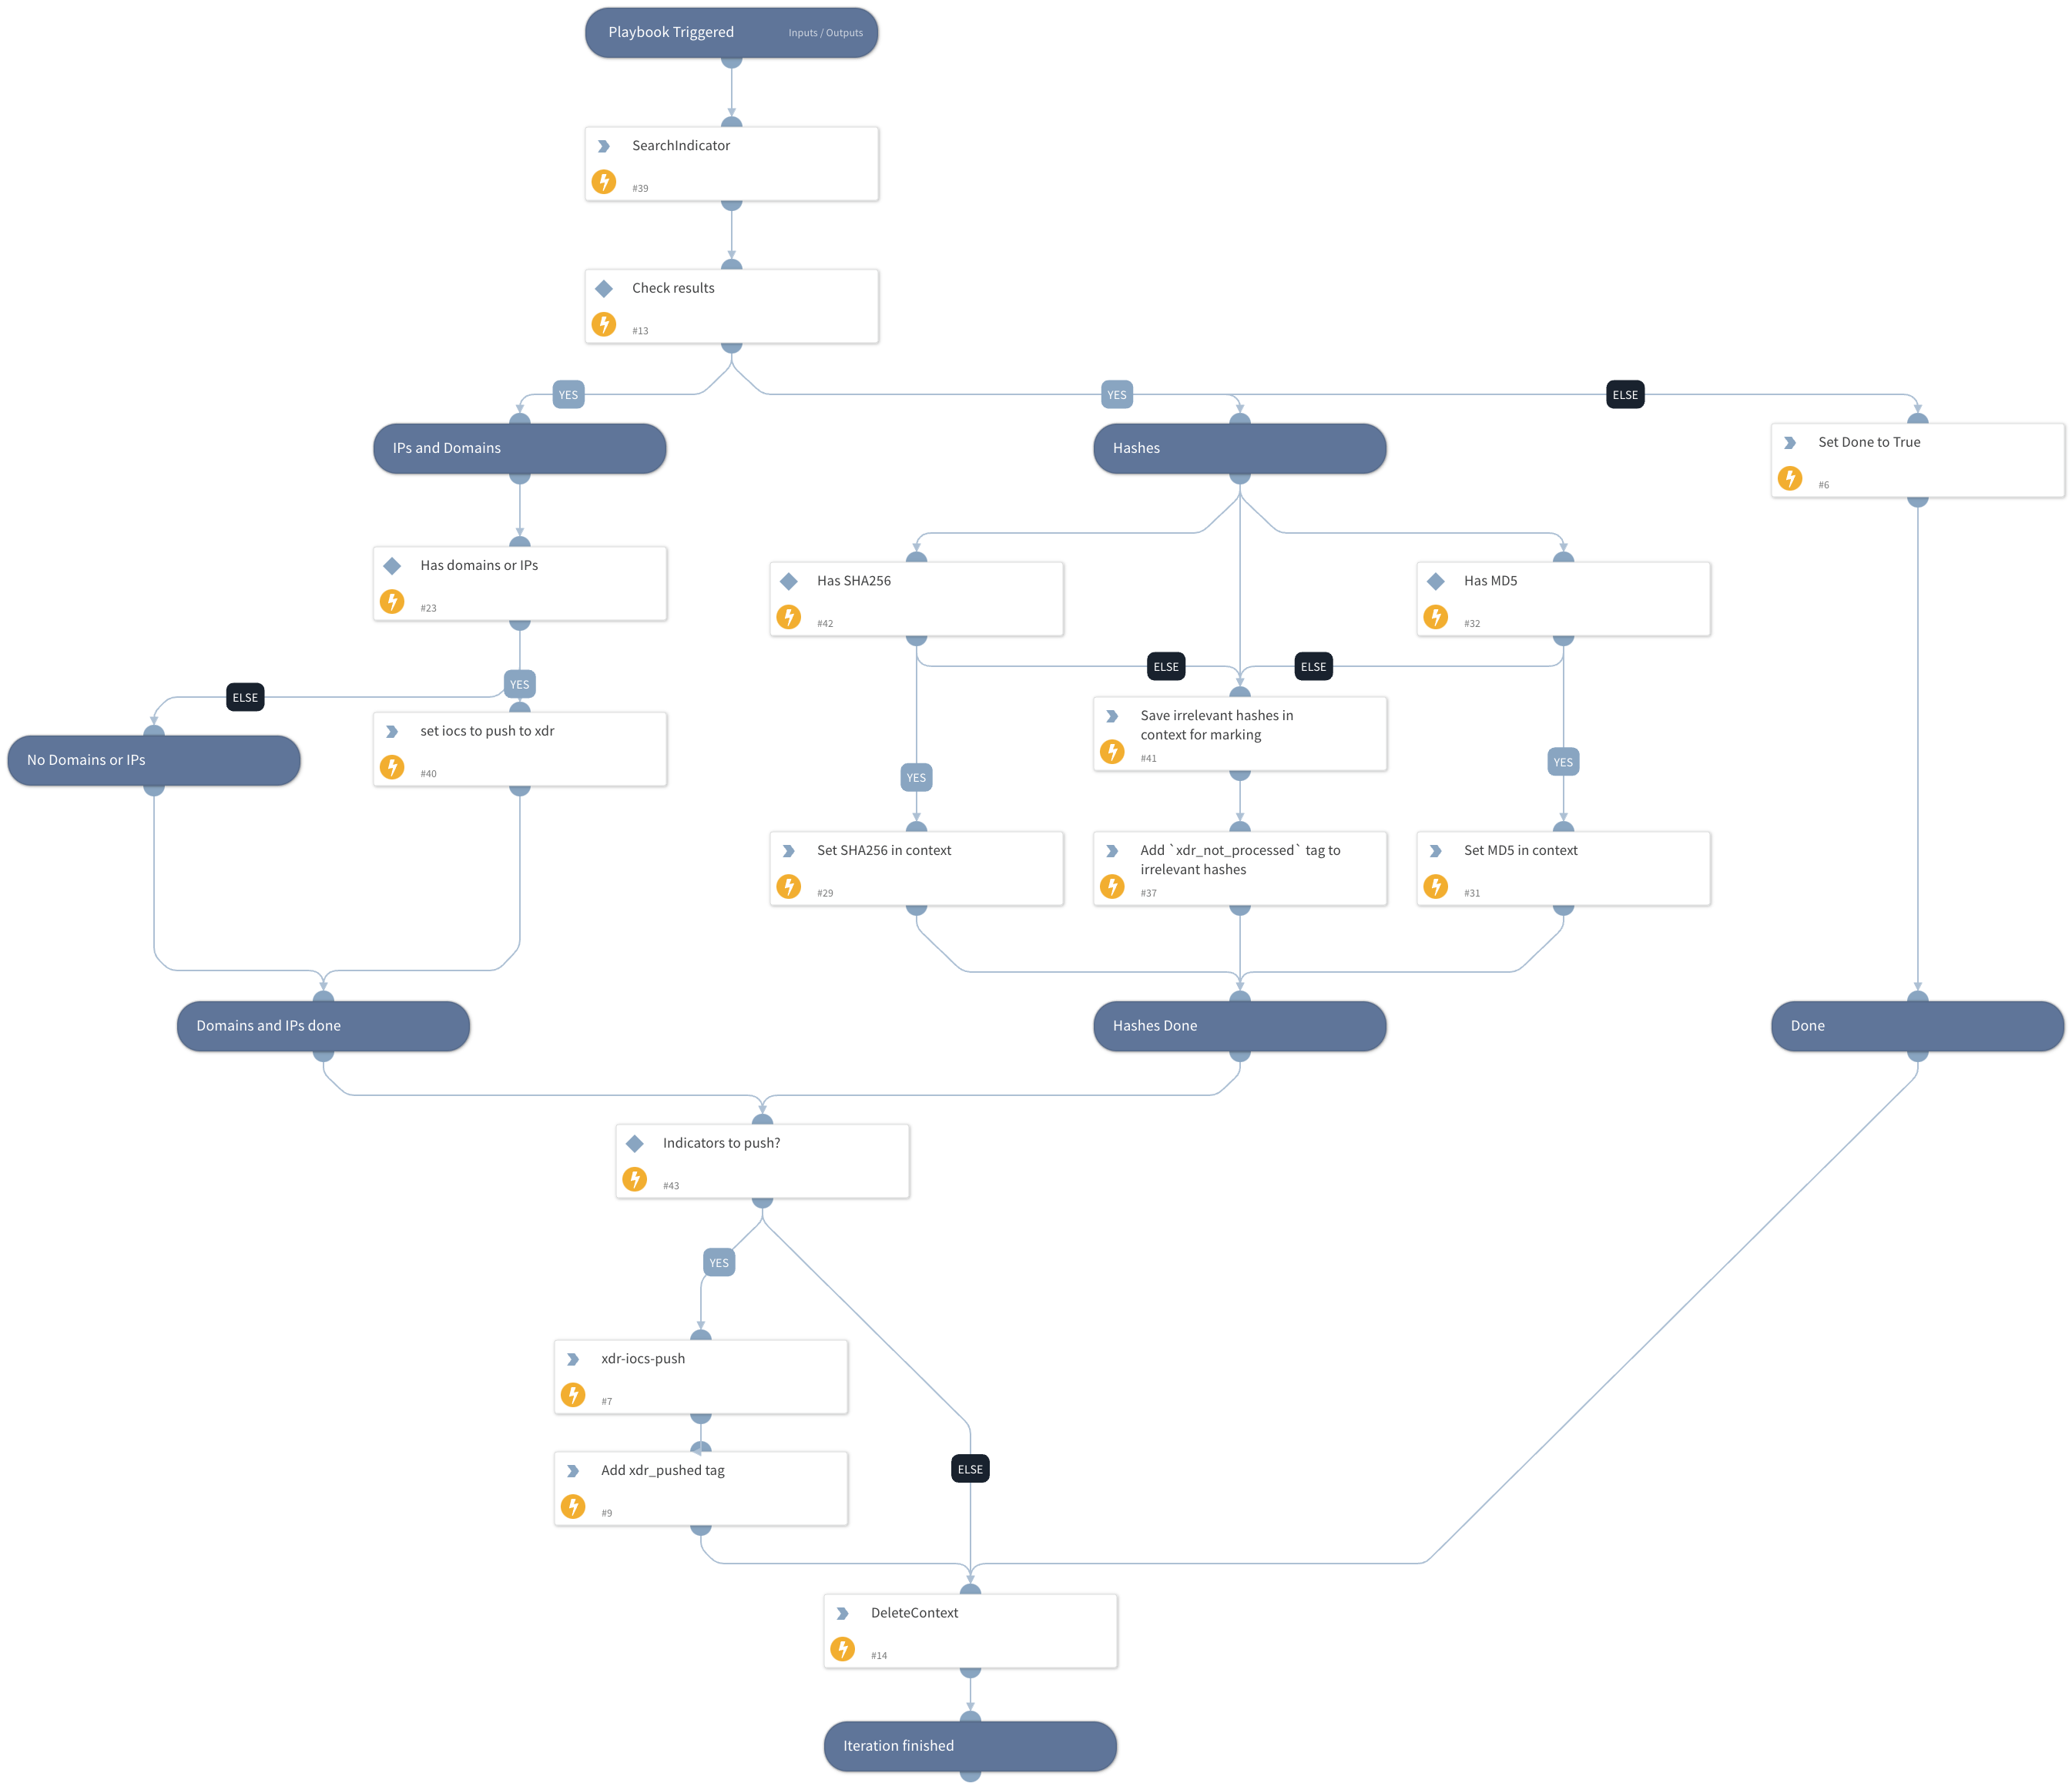 Playbook Triggered
Inputs / Outputs
SearchIndicator
#39
Check results
#13
YES
YES
ELSE
IPs and Domains
Hashes
Set Done to True
#6
Has domains or IPs
#23
Has SHA256
#42
Has MD5
#32
ELSE
ELSE
YES
ELSE
No Domains or IPs
set iocs to push to xdr
#40
Save irrelevant hashes in
context for marking
#41
YES
YES
Set SHA256 in context
#29
Add `xdr_not_processed` tag to
irrelevant hashes
#37
Set MD5 in context
#31
Domains and IPs done
Hashes Done
Done
Indicators to push?
#43
YES
xdr-iocs-push
#7
Add xdr_pushed tag
#9
ELSE
DeleteContext
#14
Iteration finished